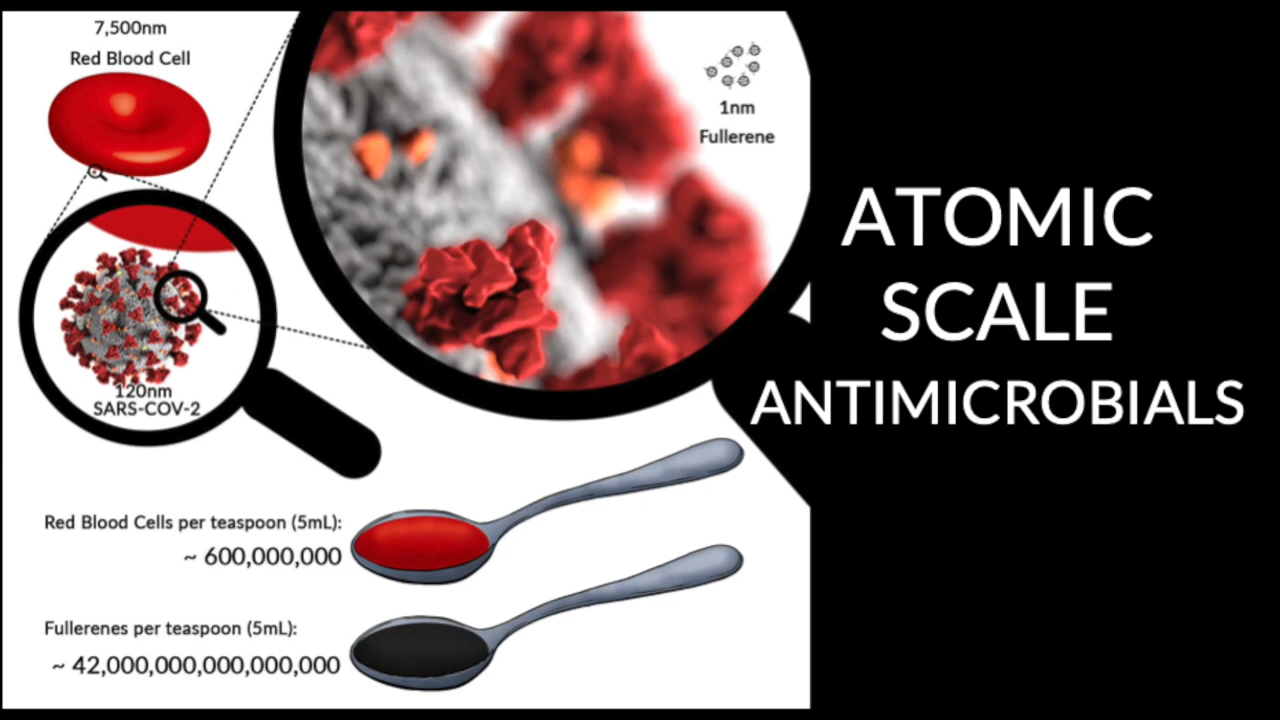 7,500nm
Red Blood Cell
1nm
Fullerene
120nm
SARS-COV-2
ATOMIC
SCALE
ANTIMICROBIALS
Red Blood Cells per teaspoon (5mL):
~ 600,000,000
Fullerenes per teaspoon (5mL):
~ 42,000,000,000,000,000